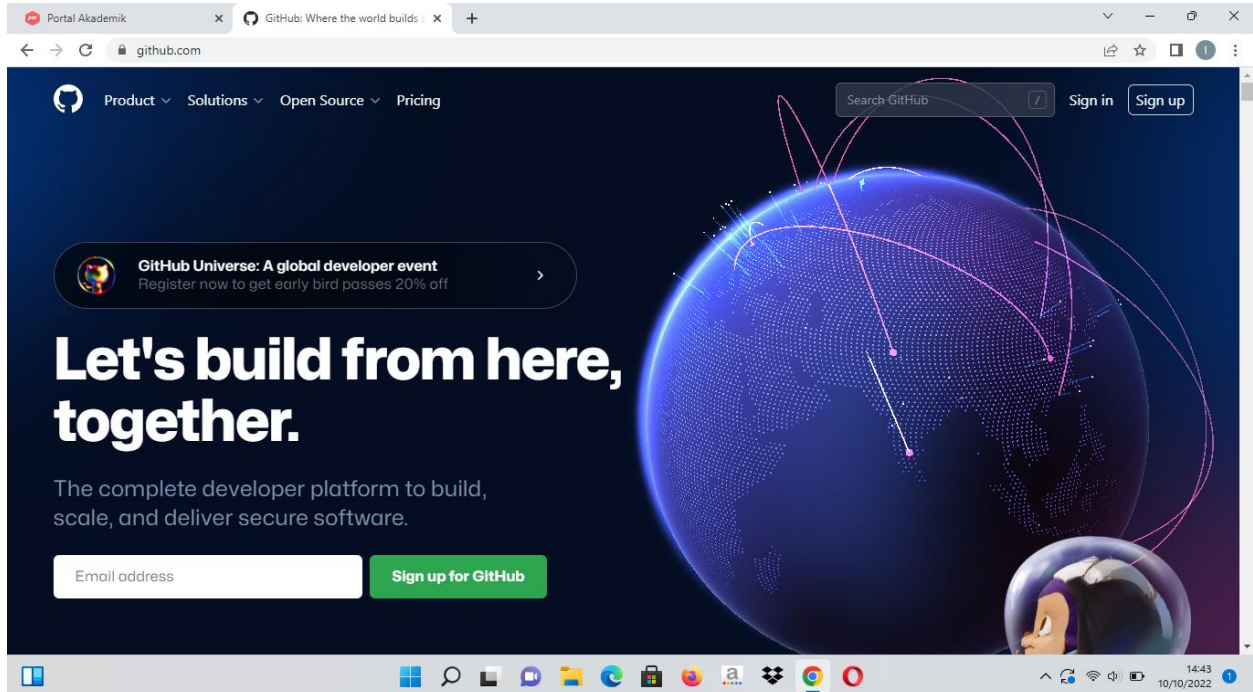 Portal Akademik
GitHub: Where the world builds s
github.com
Product
Solutions
Open Source
Pricing
Search GitHub
/
Sign in
Sign up
GitHub Universe: A global developer event
Register now to get early bird passes 20% off
Let's build from here,
together.
The complete developer platform to build,
scale, and deliver secure software.
Email address
Sign up for GitHub
14:43
10/10/2022
1